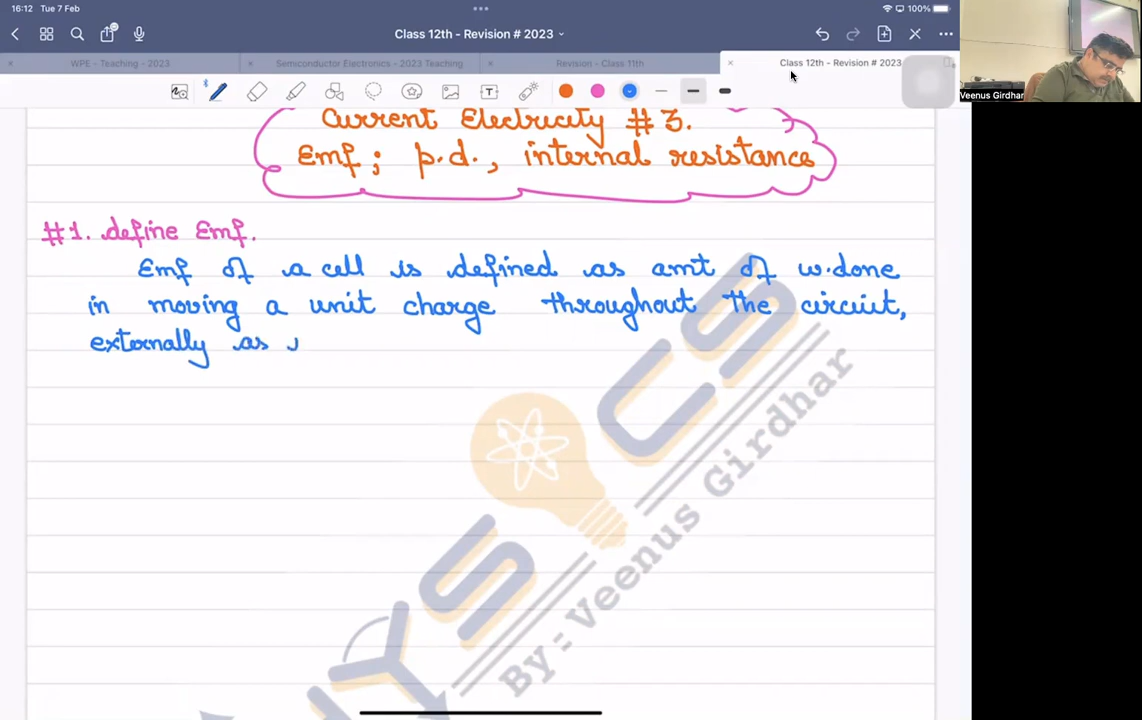 16:12 Tue 7 Feb
100%
Class 12th - Revision # 2023
WPE - Teaching - 2023
Semiconductor Electronics - 2023 Teaching
Revision - Class 11th
Class 12th - Revision # 2023
Veenus Girdhar
Current Electricity # 3.
Emf ; p.d., internal resistance
#1. define Emf.
Emf of a cell is defined as amt of w.done
in moving a unit charge throughout the circuit,
externally as
PHYSICS
By : Veenus Girdhar